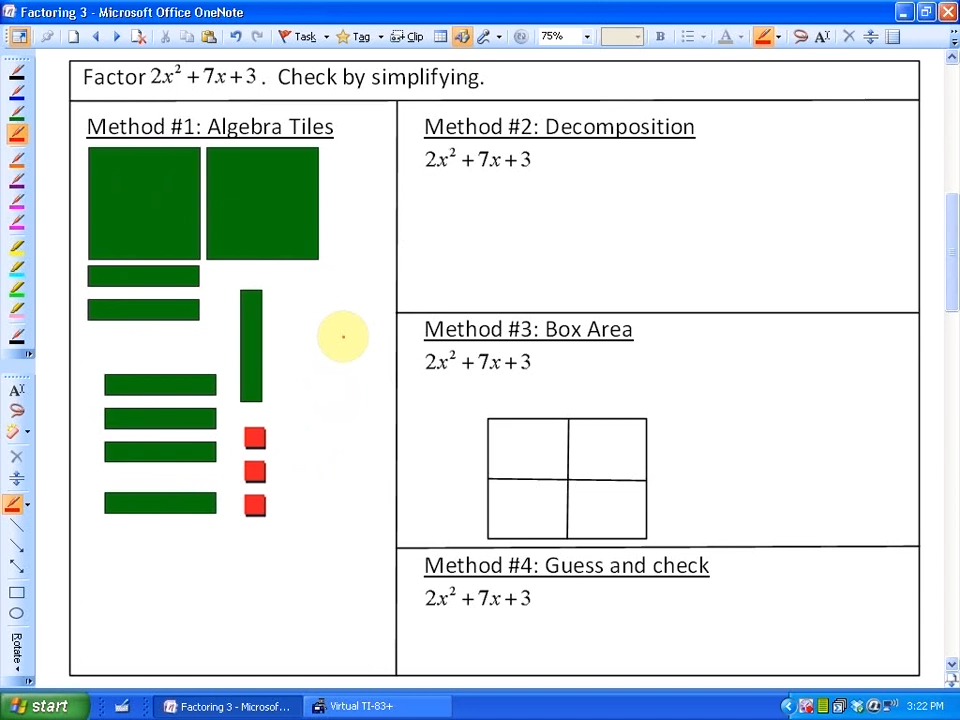 Factoring 3 - Microsoft Office OneNote
Task
Tag
Clip
75%
B
A
A
Factor 2x² + 7x + 3. Check by simplifying.
Method #1: Algebra Tiles
Method #2: Decomposition
2x² + 7x + 3
Method #3: Box Area
2x² + 7x + 3
Method #4: Guess and check
2x² + 7x + 3
A
Rotate
start
Factoring 3 - Microsof...
Virtual TI-83+
3:22 PM